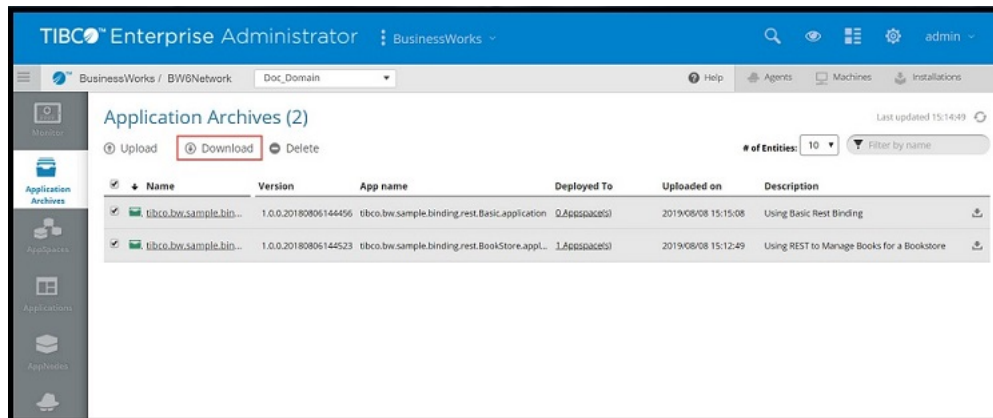 TIBCO™ Enterprise Administrator BusinessWorks admin
BusinessWorks / BW6Network Doc_Domain Help Agents Machines Installations
Monitor
Application Archives (2)
Last updated 15:14:49
Upload Download Delete
# of Entities: 10 Filter by name
Application
Archives
Name Version App name Deployed To Uploaded on Description
tibco.bw.sample.bin... 1.0.0.20180806144456 tibco.bw.sample.binding.rest.Basic.application 0 Appspace(s) 2019/08/08 15:15:08 Using Basic Rest Binding
tibco.bw.sample.bin... 1.0.0.20180806144523 tibco.bw.sample.binding.rest.BookStore.appl... 1 Appspace(s) 2019/08/08 15:12:49 Using REST to Manage Books for a Bookstore
AppSpaces
Applications
AppNodes